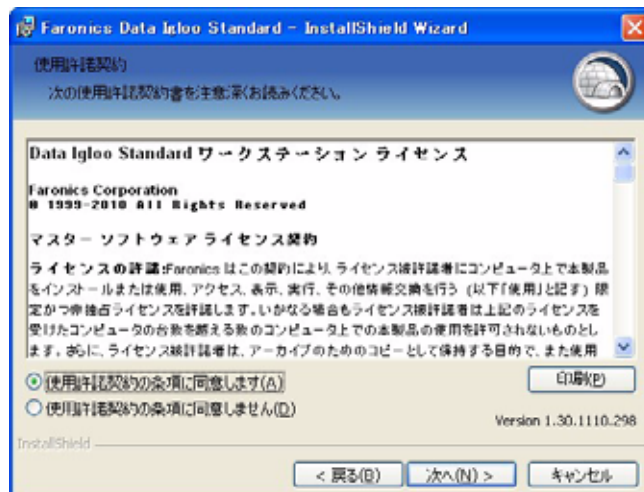 Faronics Data Igloo Standard - InstallShield Wizard
使用許諾契約
次の使用許諾契約書を注意深くお読みください。
Data Igloo Standard ワークステーション ライセンス
Faronics Corporation
© 1999-2010 All Rights Reserved
マスター ソフトウェア ライセンス契約
ライセンスの許諾:Faronics はこの契約により、ライセンス被許諾者にコンピュータ上で本製品
をインストールまたは使用、アクセス、表示、実行、その他情報交換を行う (以下「使用」と記す) 限
定かつ非独占ライセンスを許諾します。いかなる場合もライセンス被許諾者は上記のライセンスを
受けたコンピュータの台数を越える数のコンピュータ上での本製品の使用を許可されないものとし
ます。さらに、ライセンス被許諾者は、アーカイブのためのコピーとして保持する目的で、また使用
使用許諾契約の条項に同意します(A)
印刷(P)
使用許諾契約の条項に同意しません(D)
Version 1.30.1110.298
InstallShield
< 戻る(B)
次へ(N) >
キャンセル